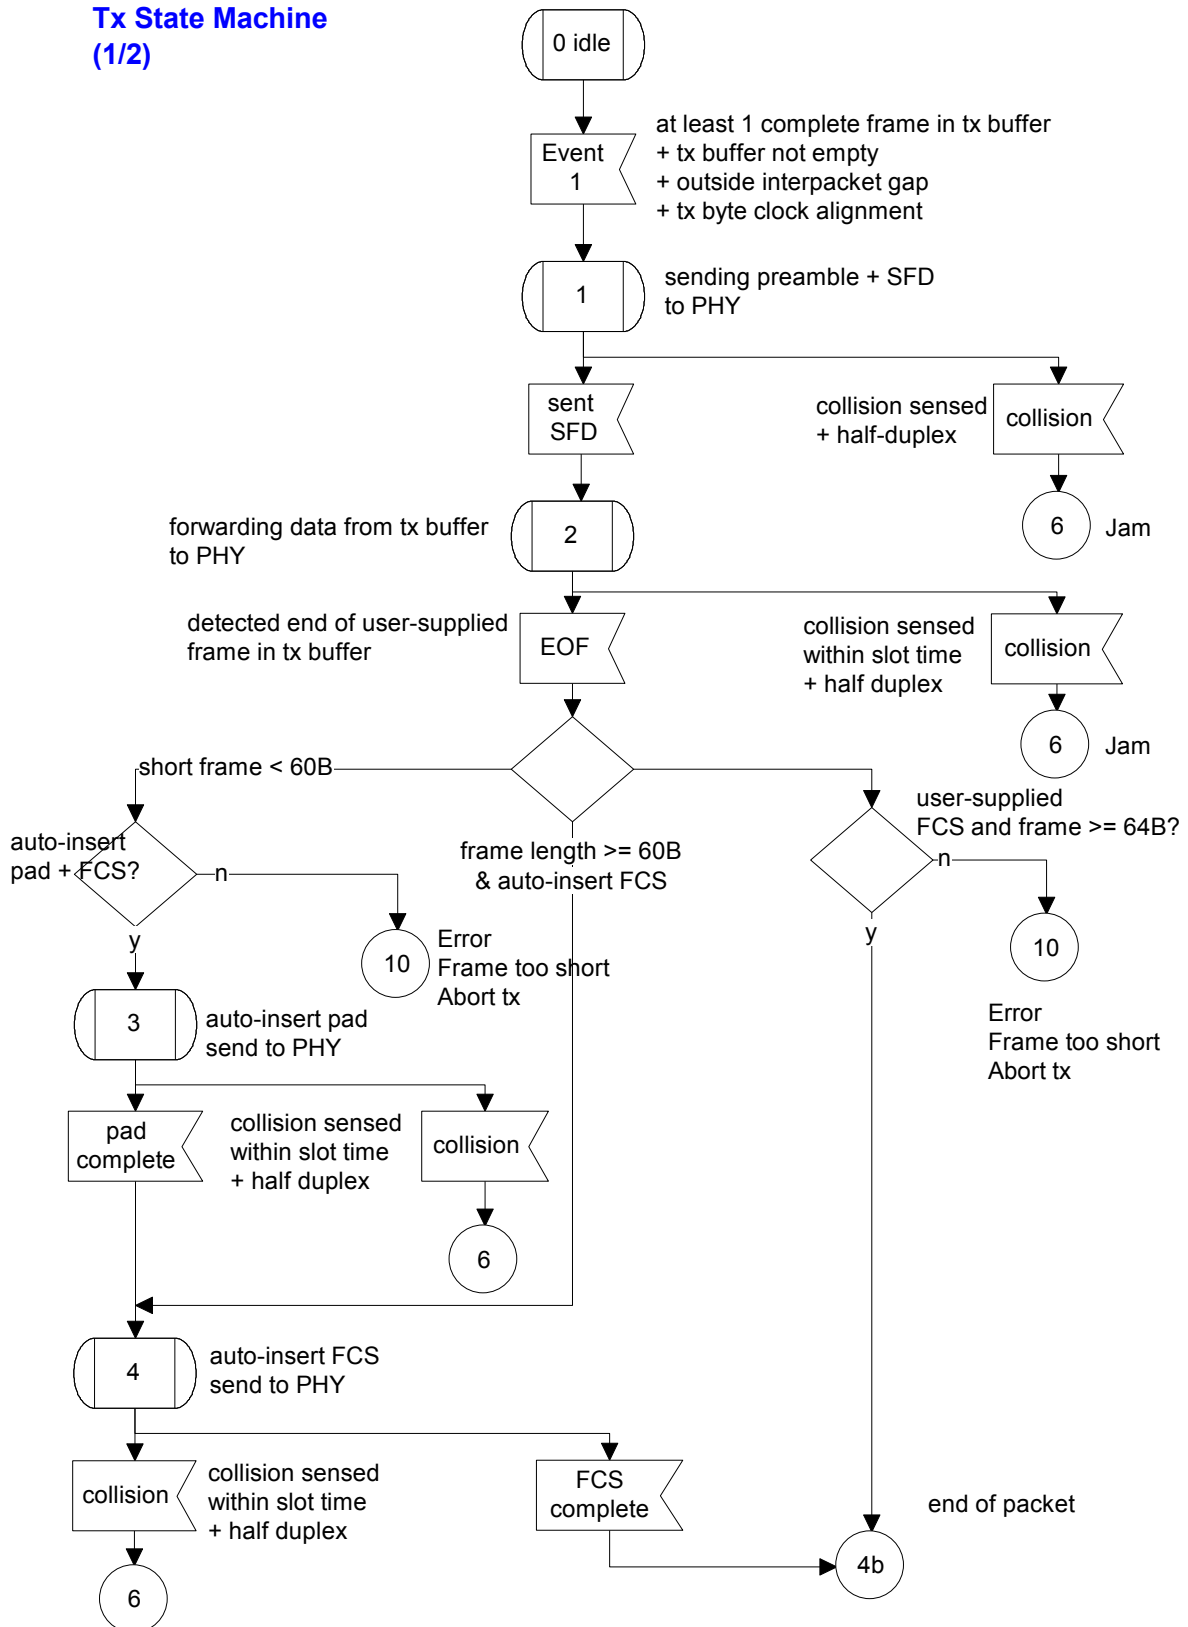 Tx State Machine
(1/2)
0 idle
Event
1
at least 1 complete frame in tx buffer
+ tx buffer not empty
+ outside interpacket gap
+ tx byte clock alignment
1
sending preamble + SFD
to PHY
sent
SFD
collision sensed
+ half-duplex
collision
6
Jam
forwarding data from tx buffer
to PHY
2
detected end of user-supplied
frame in tx buffer
EOF
collision sensed
within slot time
+ half duplex
collision
6
Jam
short frame < 60B
user-supplied
FCS and frame >= 64B?
auto-insert
pad + FCS?
n
frame length >= 60B
& auto-insert FCS
n
y
10
Error
Frame too short
Abort tx
y
10
Error
Frame too short
Abort tx
3
auto-insert pad
send to PHY
pad
complete
collision sensed
within slot time
+ half duplex
collision
6
4
auto-insert FCS
send to PHY
collision
collision sensed
within slot time
+ half duplex
FCS
complete
end of packet
4b
6